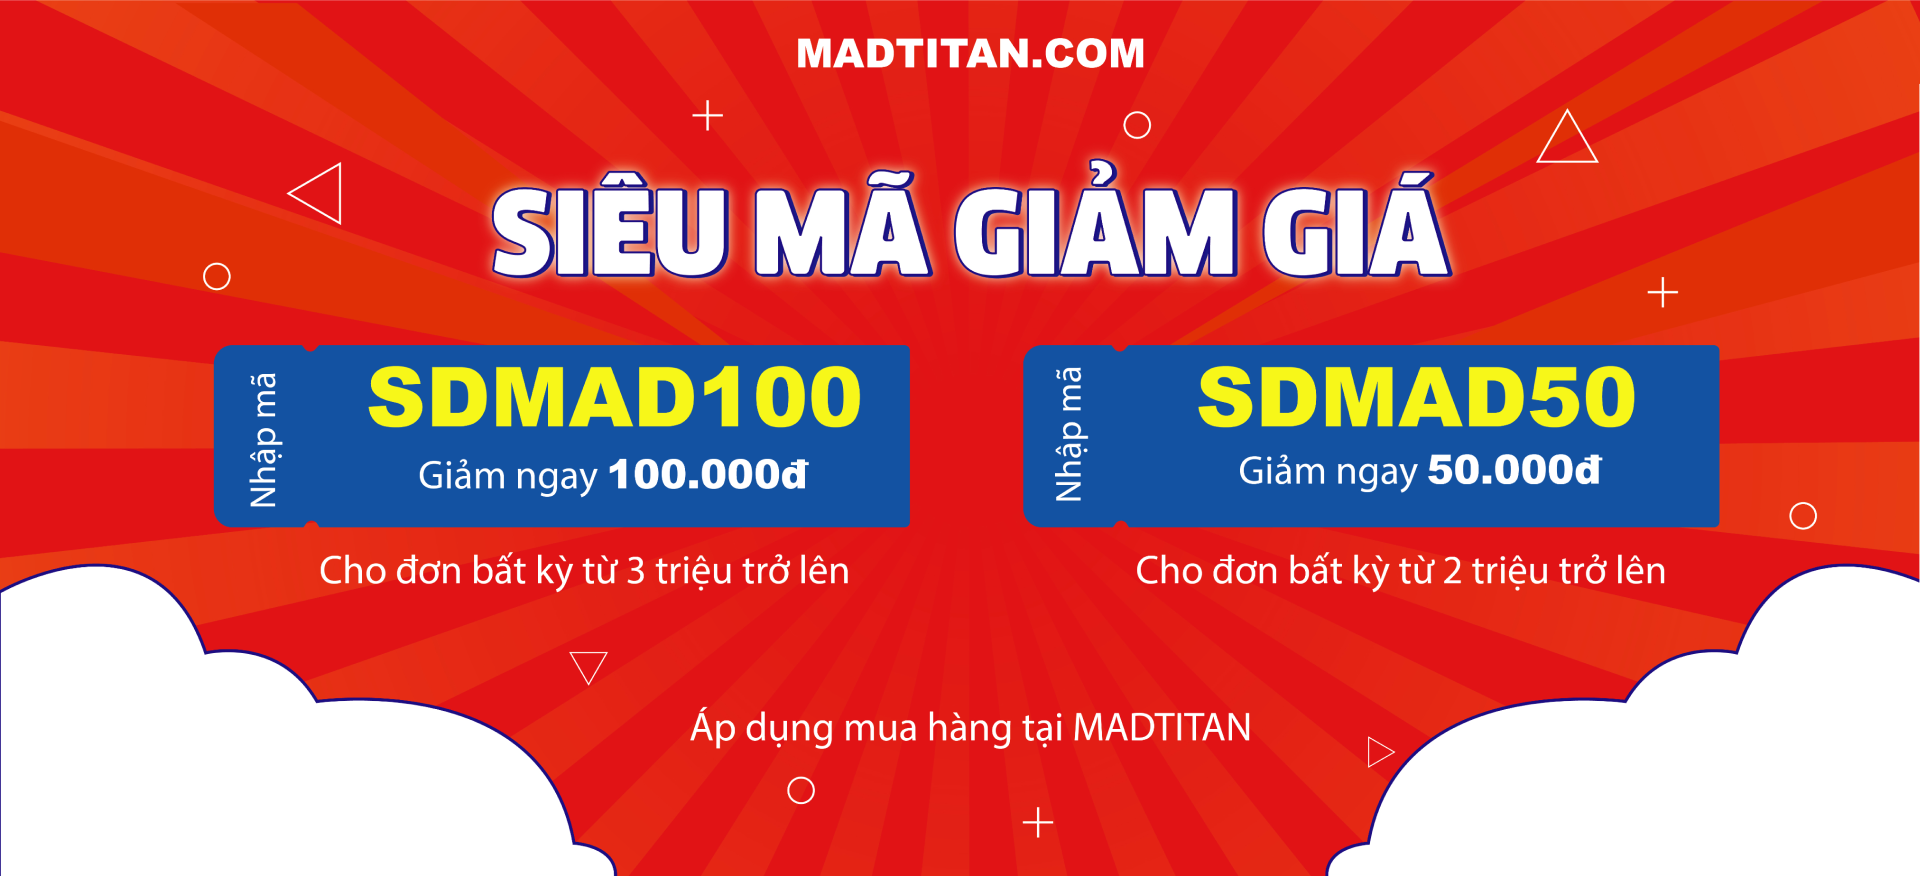 MADTITAN.COM
SIÊU MÃ GIẢM GIÁ
Nhập mã
SDMAD100
Giảm ngay 100.000đ
Cho đơn bất kỳ từ 3 triệu trở lên
Nhập mã
SDMAD50
Giảm ngay 50.000đ
Cho đơn bất kỳ từ 2 triệu trở lên
Áp dụng mua hàng tại MADTITAN